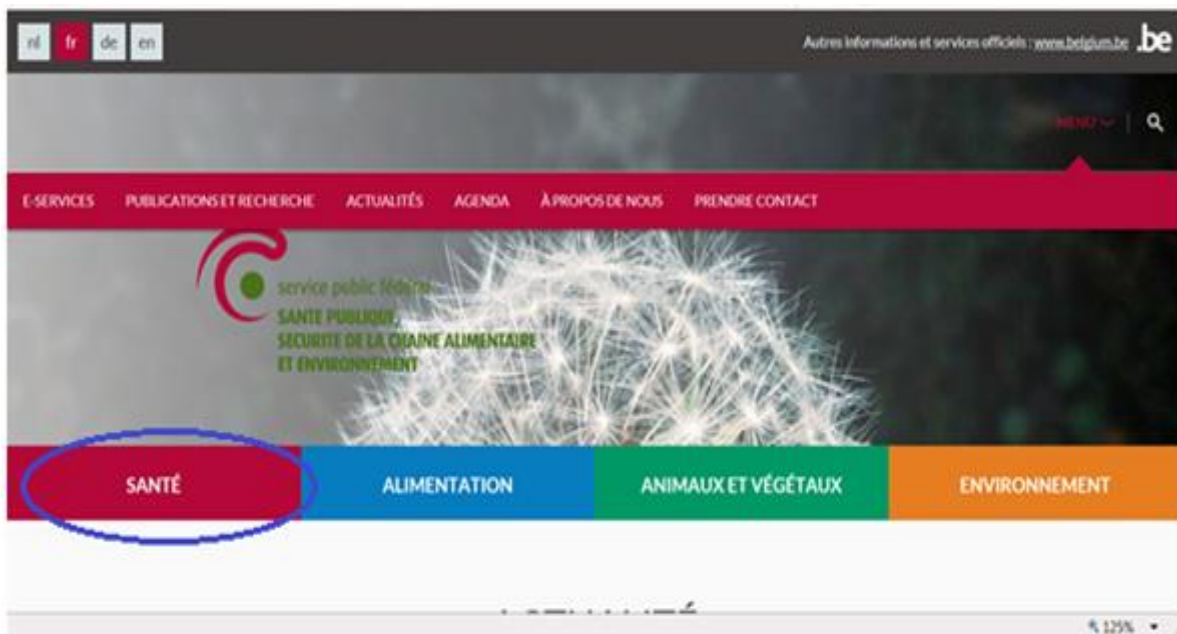 nl fr de en
Autres informations et services officiels : www.belgium.be .be
MENU
E-SERVICES PUBLICATIONS ET RECHERCHE ACTUALITÉS AGENDA À PROPOS DE NOUS PRENDRE CONTACT
service public fédéral
SANTE PUBLIQUE,
SECURITE DE LA CHAINE ALIMENTAIRE
ET ENVIRONNEMENT
SANTÉ ALIMENTATION ANIMAUX ET VÉGÉTAUX ENVIRONNEMENT
125%